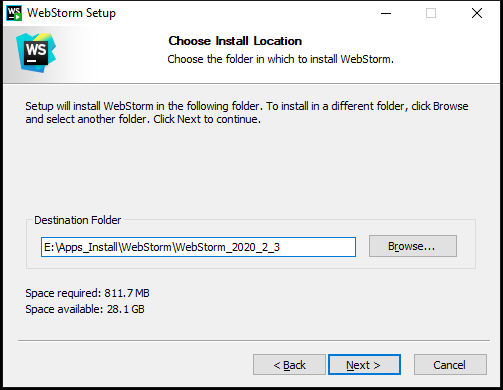 WS WebStorm Setup
WS
Choose Install Location
Choose the folder in which to install WebStorm.
Setup will install WebStorm in the following folder. To install in a different folder, click Browse
and select another folder. Click Next to continue.
Destination Folder
E:\Apps_Install\WebStorm\WebStorm_2020_2_3
Browse...
Space required: 811.7 MB
Space available: 28.1 GB
< Back
Next >
Cancel